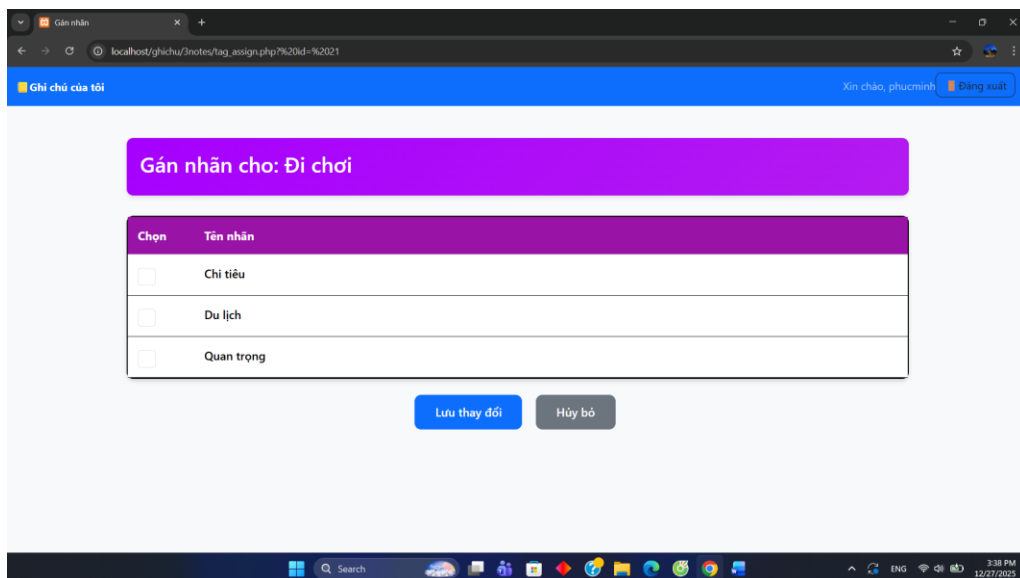 Gán nhãn
localhost/ghichu/3notes/tag_assign.php?%20id=%2021
Ghi chú của tôi
Xin chào, phucminh
Đăng xuất
Gán nhãn cho: Đi chơi
Chọn Tên nhãn
Chi tiêu
Du lịch
Quan trọng
Lưu thay đổi Hủy bỏ
Search
ENG
3:38 PM
12/27/2025